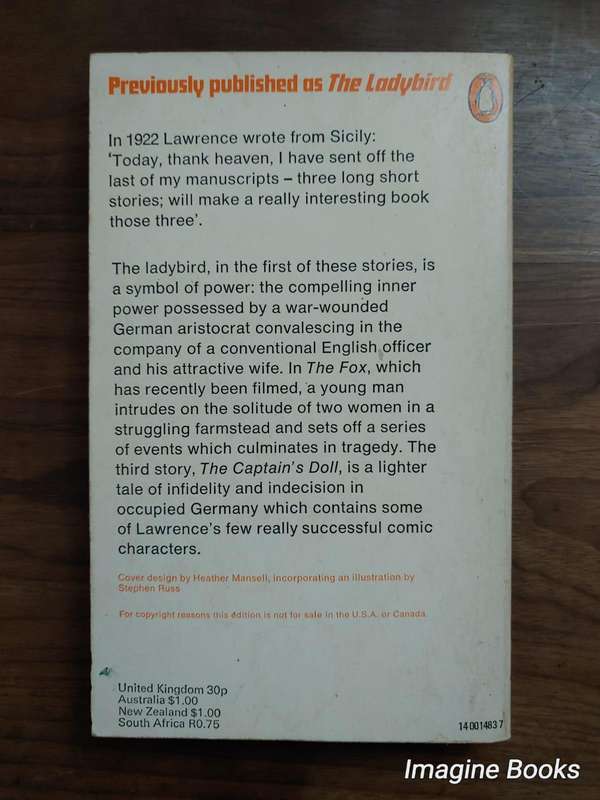 Previously published as The Ladybird
In 1922 Lawrence wrote from Sicily:
'Today, thank heaven, I have sent off the
last of my manuscripts – three long short
stories; will make a really interesting book
those three'.
The ladybird, in the first of these stories, is
a symbol of power: the compelling inner
power possessed by a war-wounded
German aristocrat convalescing in the
company of a conventional English officer
and his attractive wife. In The Fox, which
has recently been filmed, a young man
intrudes on the solitude of two women in a
struggling farmstead and sets off a series
of events which culminates in tragedy. The
third story, The Captain's Doll, is a lighter
tale of infidelity and indecision in
occupied Germany which contains some
of Lawrence's few really successful comic
characters.
Cover design by Heather Mansell, incorporating an illustration by
Stephen Russ
For copyright reasons this edition is not for sale in the U.S.A. or Canada.
United Kingdom 30p
Australia $1.00
New Zealand $1.00
South Africa R0.75
14 001483 7
Imagine Books